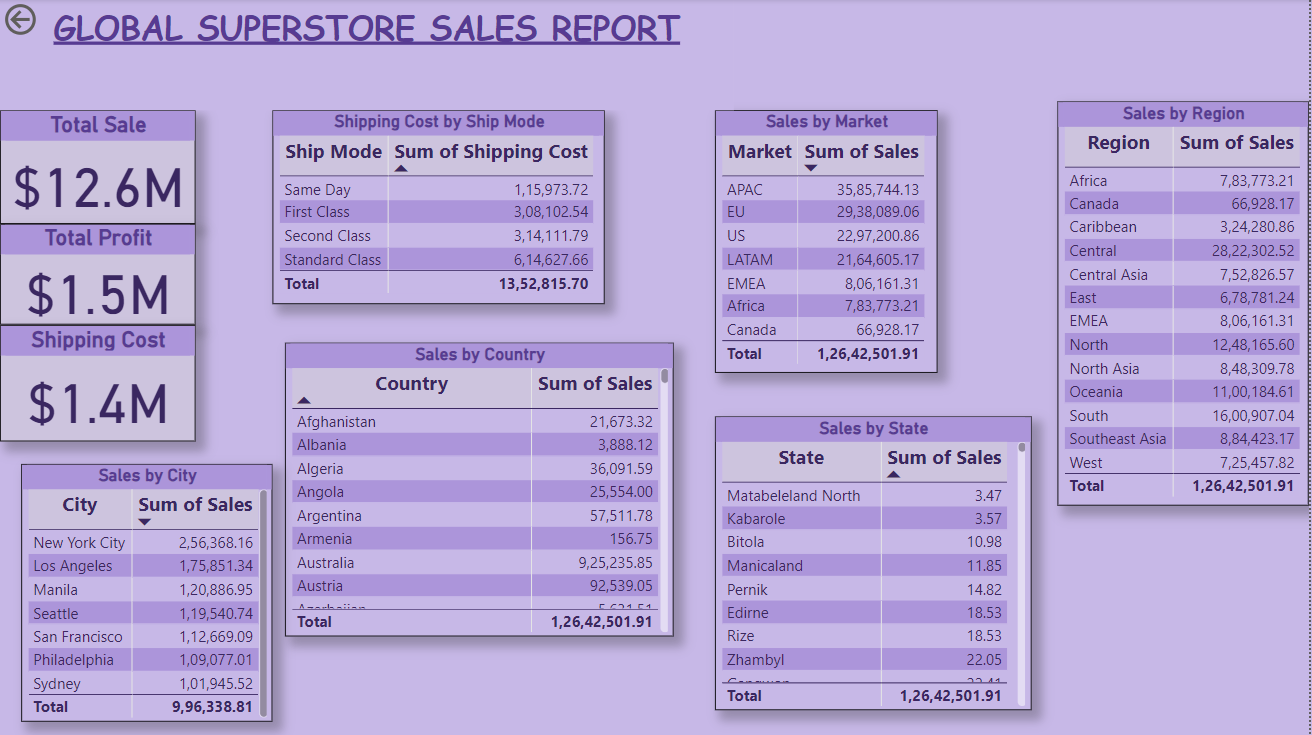 GLOBAL SUPERSTORE SALES REPORT
Total Sale
$12.6M
Total Profit
$1.5M
Shipping Cost
$1.4M
Shipping Cost by Ship Mode
Ship Mode Sum of Shipping Cost
Same Day 1,15,973.72
First Class 3,08,102.54
Second Class 3,14,111.79
Standard Class 6,14,627.66
Total 13,52,815.70
Sales by Market
Market Sum of Sales
APAC 35,85,744.13
EU 29,38,089.06
US 22,97,200.86
LATAM 21,64,605.17
EMEA 8,06,161.31
Africa 7,83,773.21
Canada 66,928.17
Total 1,26,42,501.91
Sales by Region
Region Sum of Sales
Africa 7,83,773.21
Canada 66,928.17
Caribbean 3,24,280.86
Central 28,22,302.52
Central Asia 7,52,826.57
East 6,78,781.24
EMEA 8,06,161.31
North 12,48,165.60
North Asia 8,48,309.78
Oceania 11,00,184.61
South 16,00,907.04
Southeast Asia 8,84,423.17
West 7,25,457.82
Total 1,26,42,501.91
Sales by City
City Sum of Sales
New York City 2,56,368.16
Los Angeles 1,75,851.34
Manila 1,20,886.95
Seattle 1,19,540.74
San Francisco 1,12,669.09
Philadelphia 1,09,077.01
Sydney 1,01,945.52
Total 9,96,338.81
Sales by Country
Country Sum of Sales
Afghanistan 21,673.32
Albania 3,888.12
Algeria 36,091.59
Angola 25,554.00
Argentina 57,511.78
Armenia 156.75
Australia 9,25,235.85
Austria 92,539.05
Total 1,26,42,501.91
Sales by State
State Sum of Sales
Matabeleland North 3.47
Kabarole 3.57
Bitola 10.98
Manicaland 11.85
Pernik 14.82
Edirne 18.53
Rize 18.53
Zhambyl 22.05
Total 1,26,42,501.91